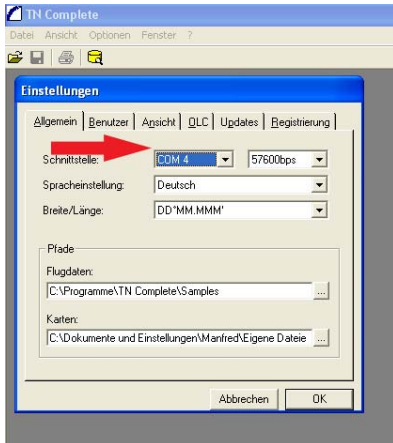 TN Complete
Datei Ansicht Optionen Fenster ?
Einstellungen
Allgemein Benutzer Ansicht OLC Updates Registrierung
Schnittstelle: COM 4 57600bps
Spracheinstellung: Deutsch
Breite/Länge: DD°MM.MMM'
Pfade
Flugdaten:
C:\Programme\TN Complete\Samples ...
Karten:
C:\Dokumente und Einstellungen\Manfred\Eigene Dateie ...
Abbrechen OK